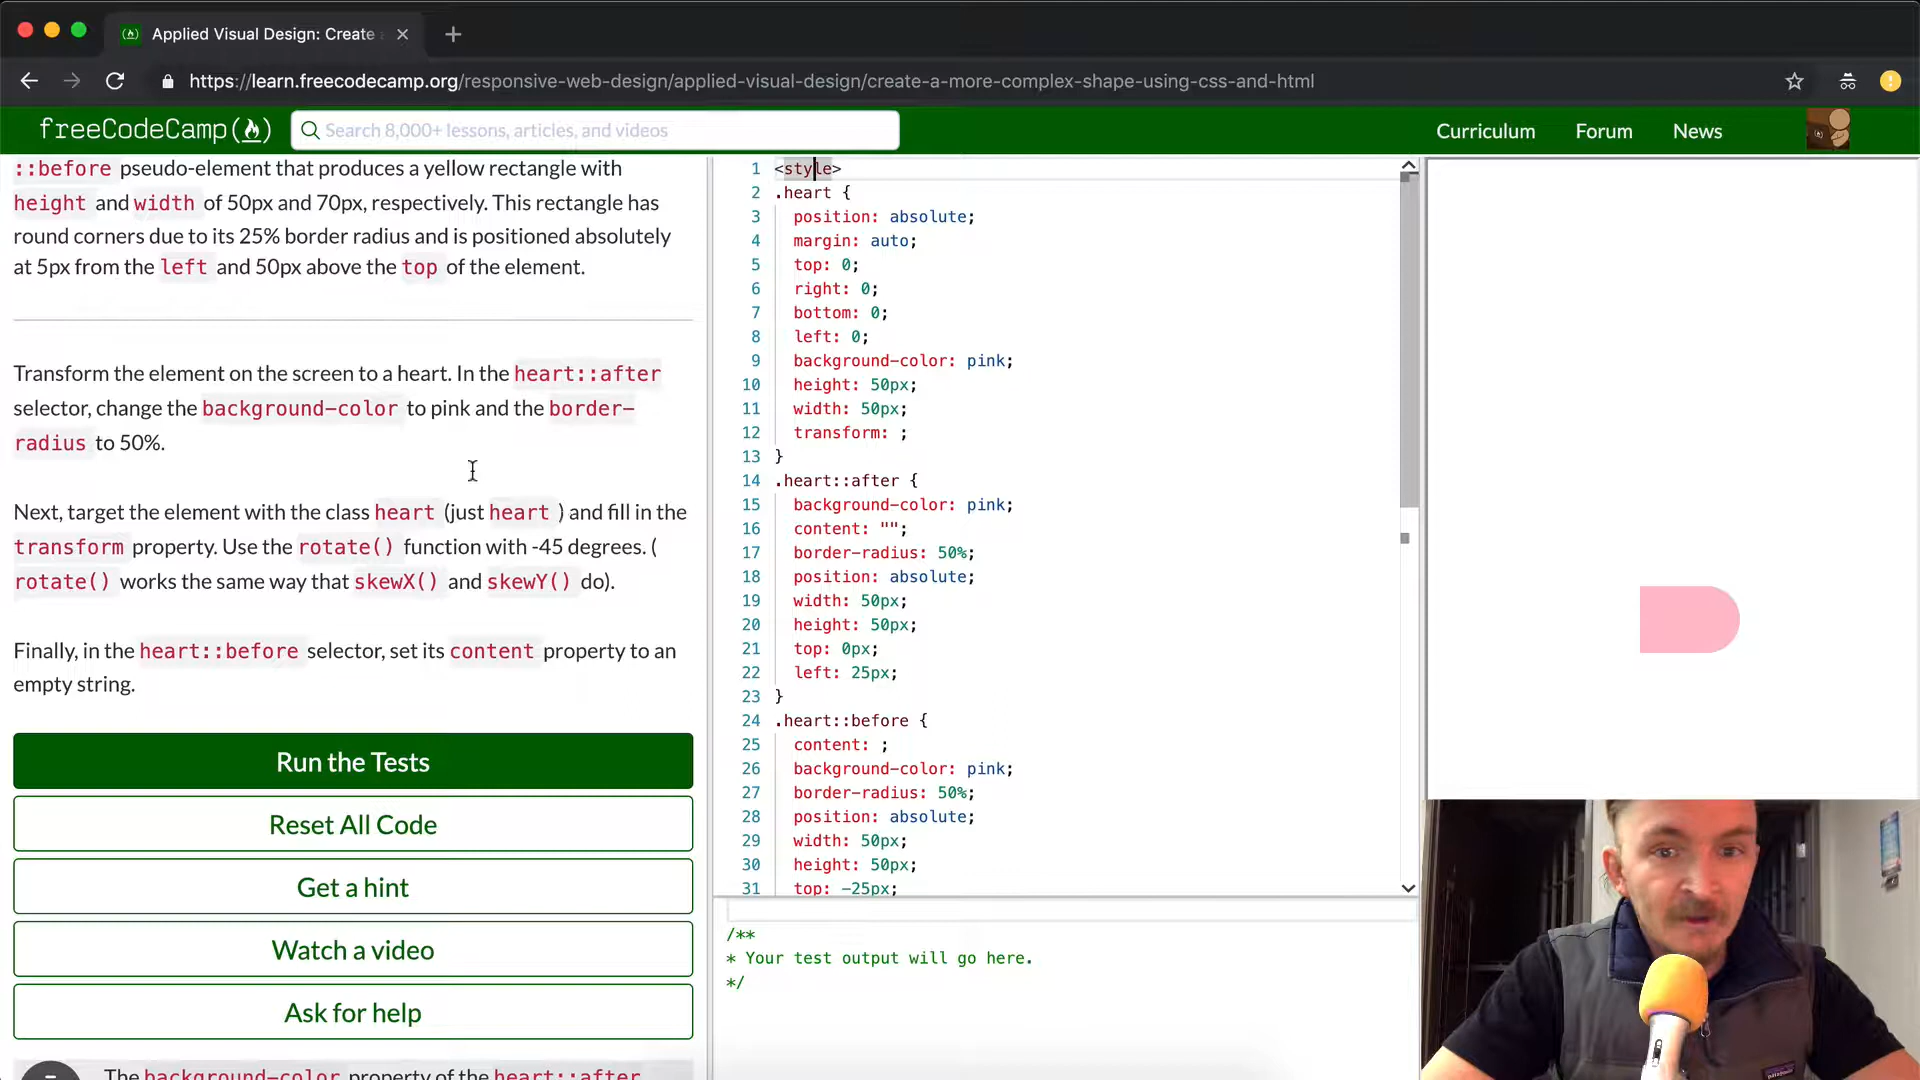 Applied Visual Design: Create a
https://learn.freecodecamp.org/responsive-web-design/applied-visual-design/create-a-more-complex-shape-using-css-and-html
freeCodeCamp
Search 8,000+ lessons, articles, and videos
Curriculum
Forum
News
::before pseudo-element that produces a yellow rectangle with
height and width of 50px and 70px, respectively. This rectangle has
round corners due to its 25% border radius and is positioned absolutely
at 5px from the left and 50px above the top of the element.
Transform the element on the screen to a heart. In the heart::after
selector, change the background-color to pink and the border-
radius to 50%.
Next, target the element with the class heart (just heart ) and fill in the
transform property. Use the rotate() function with -45 degrees. (
rotate() works the same way that skewX() and skewY() do).
Finally, in the heart::before selector, set its content property to an
empty string.
Run the Tests
Reset All Code
Get a hint
Watch a video
Ask for help
The background-color property of the heart::after
1 <style>
2 .heart {
3 position: absolute;
4 margin: auto;
5 top: 0;
6 right: 0;
7 bottom: 0;
8 left: 0;
9 background-color: pink;
10 height: 50px;
11 width: 50px;
12 transform: ;
13 }
14 .heart::after {
15 background-color: pink;
16 content: "";
17 border-radius: 50%;
18 position: absolute;
19 width: 50px;
20 height: 50px;
21 top: 0px;
22 left: 25px;
23 }
24 .heart::before {
25 content: ;
26 background-color: pink;
27 border-radius: 50%;
28 position: absolute;
29 width: 50px;
30 height: 50px;
31 top: -25px;
/**
* Your test output will go here.
*/